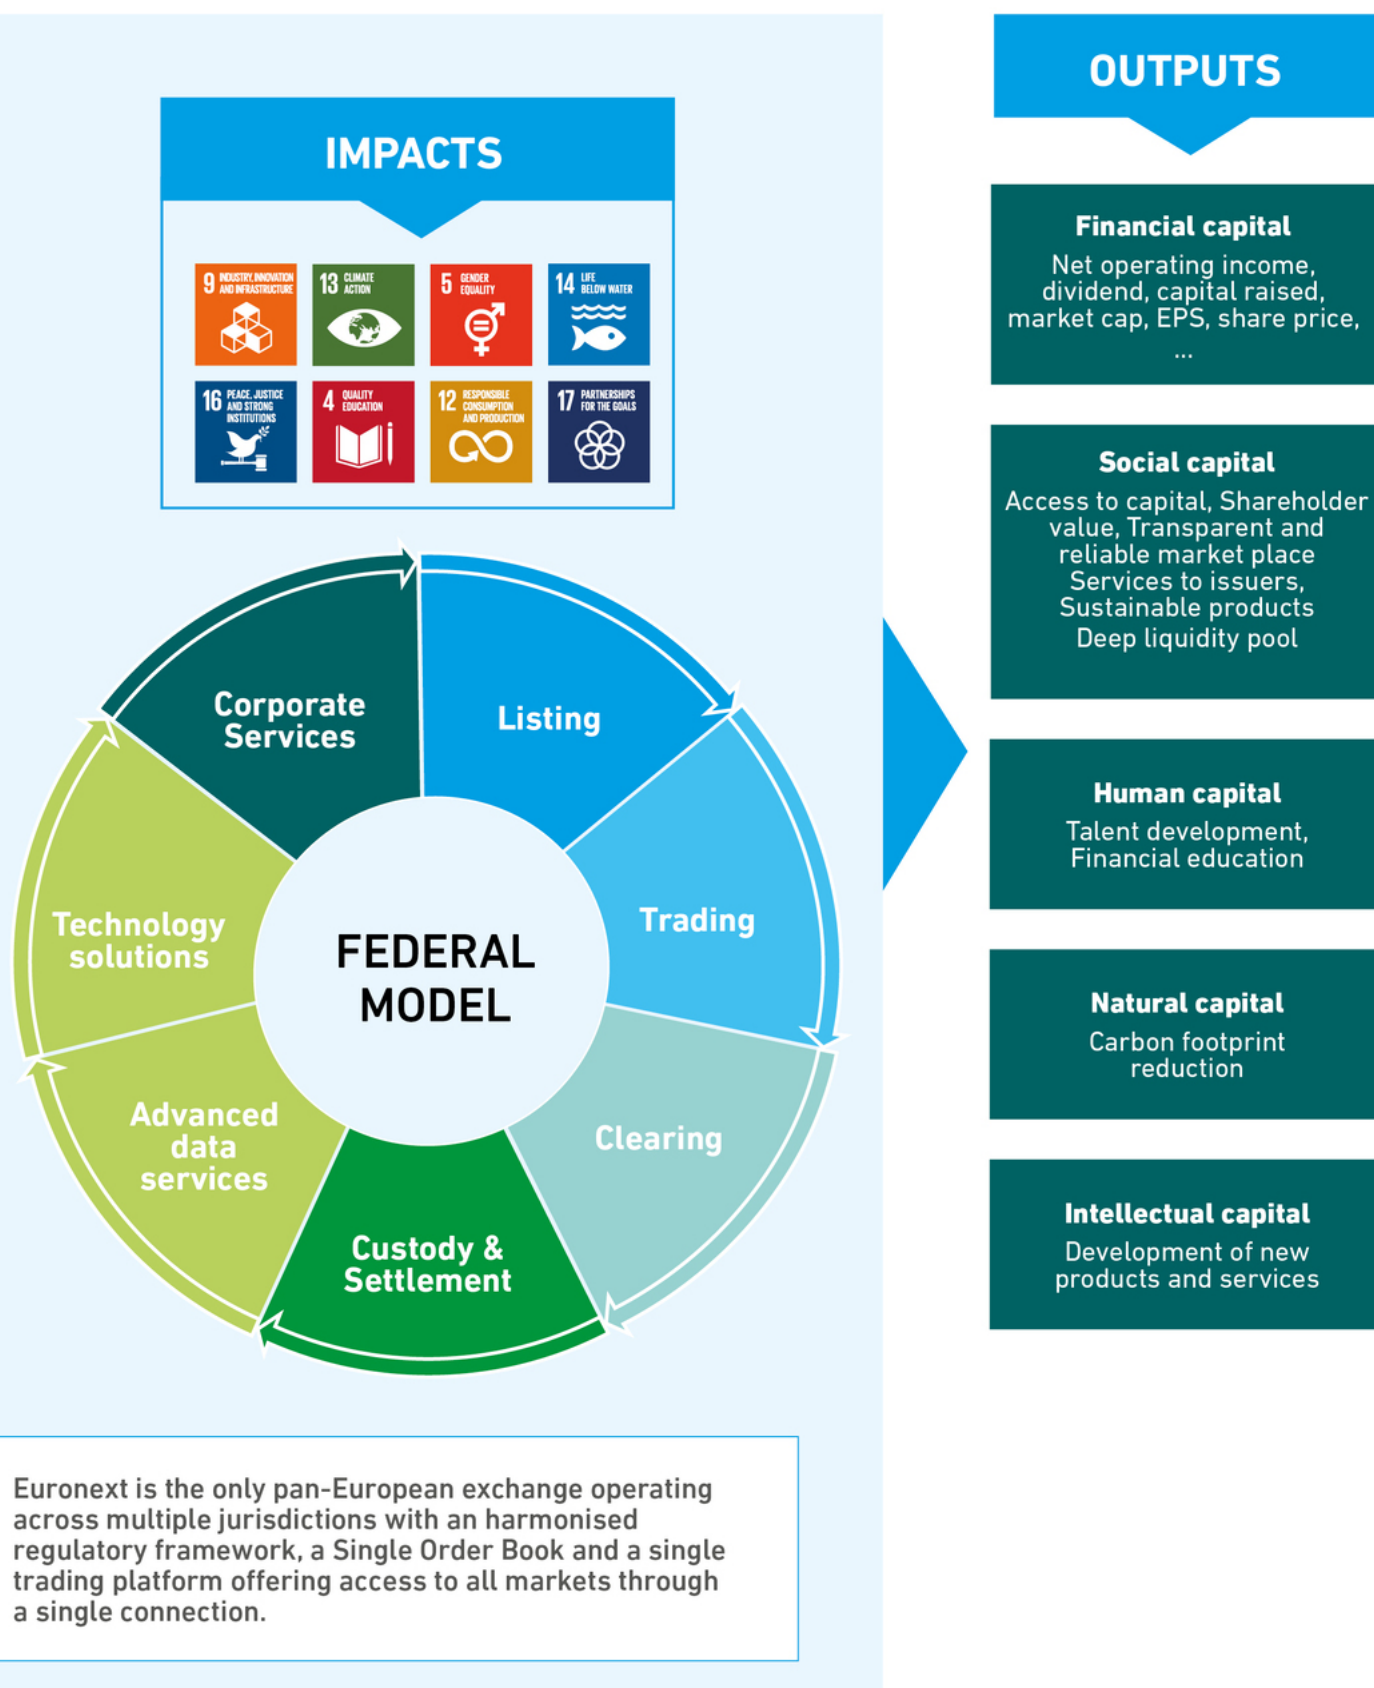 IMPACTS
9 INDUSTRY, INNOVATION
AND INFRASTRUCTURE
13 CLIMATE
ACTION
5 GENDER
EQUALITY
14 LIFE
BELOW WATER
16 PEACE, JUSTICE
AND STRONG
INSTITUTIONS
4 QUALITY
EDUCATION
12 RESPONSIBLE
CONSUMPTION
AND PRODUCTION
17 PARTNERSHIPS
FOR THE GOALS
Corporate
Services
Listing
Trading
Clearing
Custody &
Settlement
Advanced
data
services
Technology
solutions
FEDERAL
MODEL
Euronext is the only pan-European exchange operating
across multiple jurisdictions with an harmonised
regulatory framework, a Single Order Book and a single
trading platform offering access to all markets through
a single connection.
OUTPUTS
Financial capital
Net operating income,
dividend, capital raised,
market cap, EPS, share price,
...
Social capital
Access to capital, Shareholder
value, Transparent and
reliable market place
Services to issuers,
Sustainable products
Deep liquidity pool
Human capital
Talent development,
Financial education
Natural capital
Carbon footprint
reduction
Intellectual capital
Development of new
products and services